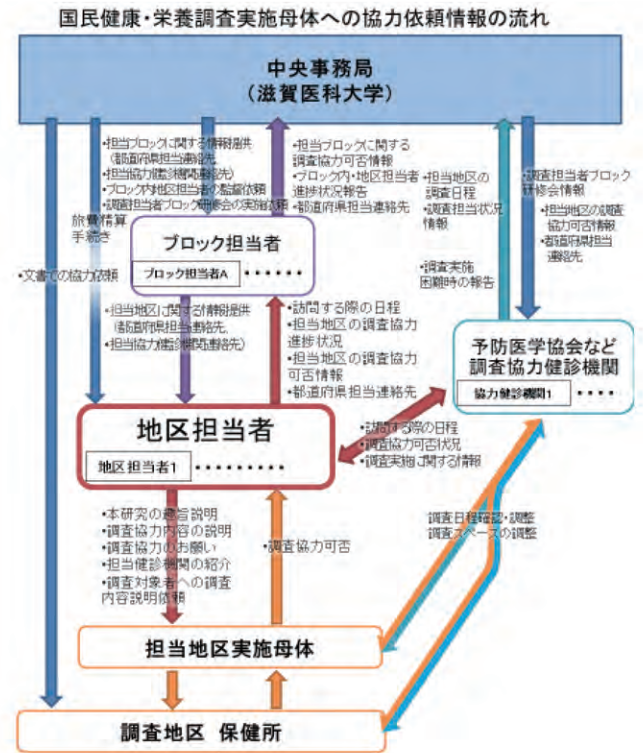 国民健康・栄養調査実施母体への協力依頼情報の流れ
中央事務局
(滋賀医科大学)
•担当ブロックに関する情報提供
(都道府県担当連絡先)
•担当協力健診機関連絡先)
•ブロック内地区担当者の監督依頼
•調査担当者ブロック研修会の実施依頼
•担当ブロックに関する
調査協力可否情報
•ブロック内・地区担当者
進捗状況報告
•都道府県担当連絡先
•担当地区の
調査日程
•調査担当状況
情報
•調査実施
困難時の報告
•調査担当者ブロック
研修会情報
•担当地区の調査
協力可否情報
•都道府県担当
連絡先
旅費精算
手続き
•文書での協力依頼
ブロック担当者
ブロック担当者A ・・・・・・
•担当地区に関する情報提供
(都道府県担当連絡先、
•担当協力健診機関連絡先)
•訪問する際の日程
•担当地区の調査協力
進捗状況
•担当地区の調査協力
可否情報
•都道府県担当連絡先
予防医学協会など
調査協力健診機関
協力健診機関1 ・・・・
地区担当者
地区担当者1 ・・・・・・・・・
•訪問する際の日程
•調査協力可否状況
•調査実施に関する情報
•本研究の趣旨説明
•調査協力内容の説明
•調査協力のお願い
•担当健診機関の紹介
•調査対象者への調査
内容説明依頼
•調査協力可否
調査日程確認・調整
調査スペースの調整
担当地区実施母体
調査地区 保健所